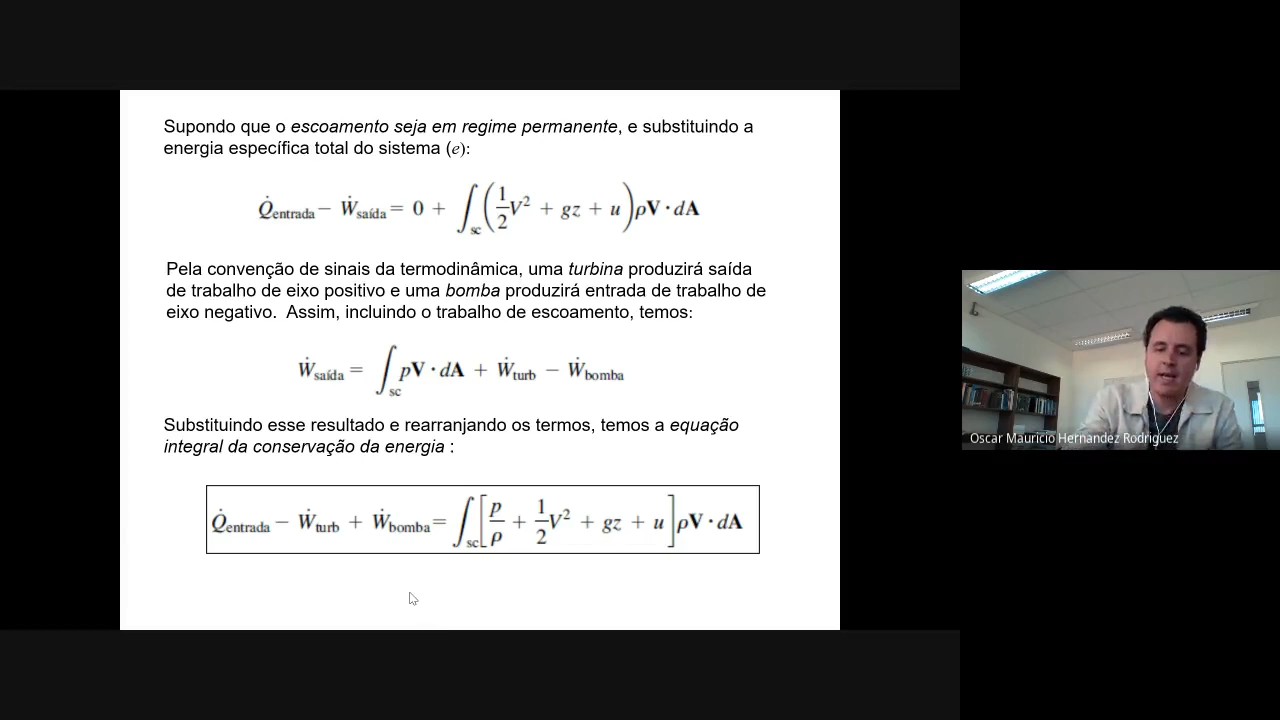 Supondo que o escoamento seja em regime permanente, e substituindo a
energia específica total do sistema (e):
Q̇entrada − Ẇsaída = 0 + ∫sc (1/2 V² + gz + u) ρV · dA
Pela convenção de sinais da termodinâmica, uma turbina produzirá saída
de trabalho de eixo positivo e uma bomba produzirá entrada de trabalho de
eixo negativo. Assim, incluindo o trabalho de escoamento, temos:
Ẇsaída = ∫sc pV · dA + Ẇturb − Ẇbomba
Substituindo esse resultado e rearranjando os termos, temos a equação
integral da conservação da energia :
Q̇entrada − Ẇturb + Ẇbomba = ∫sc [p/ρ + 1/2 V² + gz + u] ρV · dA
Oscar Mauricio Hernandez Rodriguez